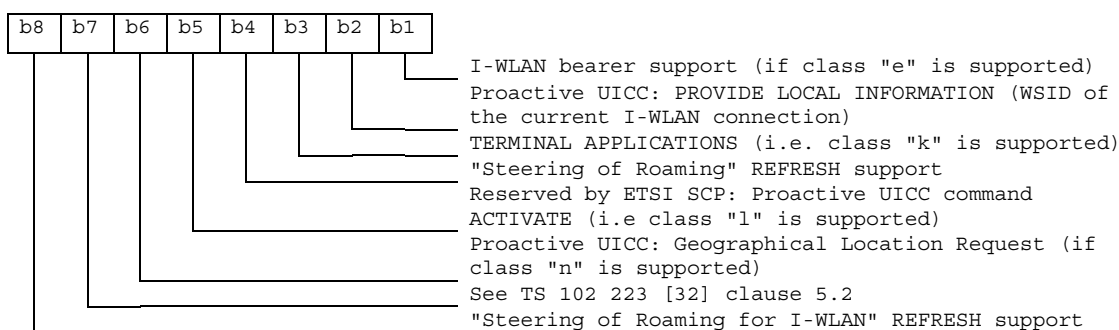 b8 b7 b6 b5 b4 b3 b2 b1
I-WLAN bearer support (if class "e" is supported)
Proactive UICC: PROVIDE LOCAL INFORMATION (WSID of
the current I-WLAN connection)
TERMINAL APPLICATIONS (i.e. class "k" is supported)
"Steering of Roaming" REFRESH support
Reserved by ETSI SCP: Proactive UICC command
ACTIVATE (i.e class "l" is supported)
Proactive UICC: Geographical Location Request (if
class "n" is supported)
See TS 102 223 [32] clause 5.2
"Steering of Roaming for I-WLAN" REFRESH support